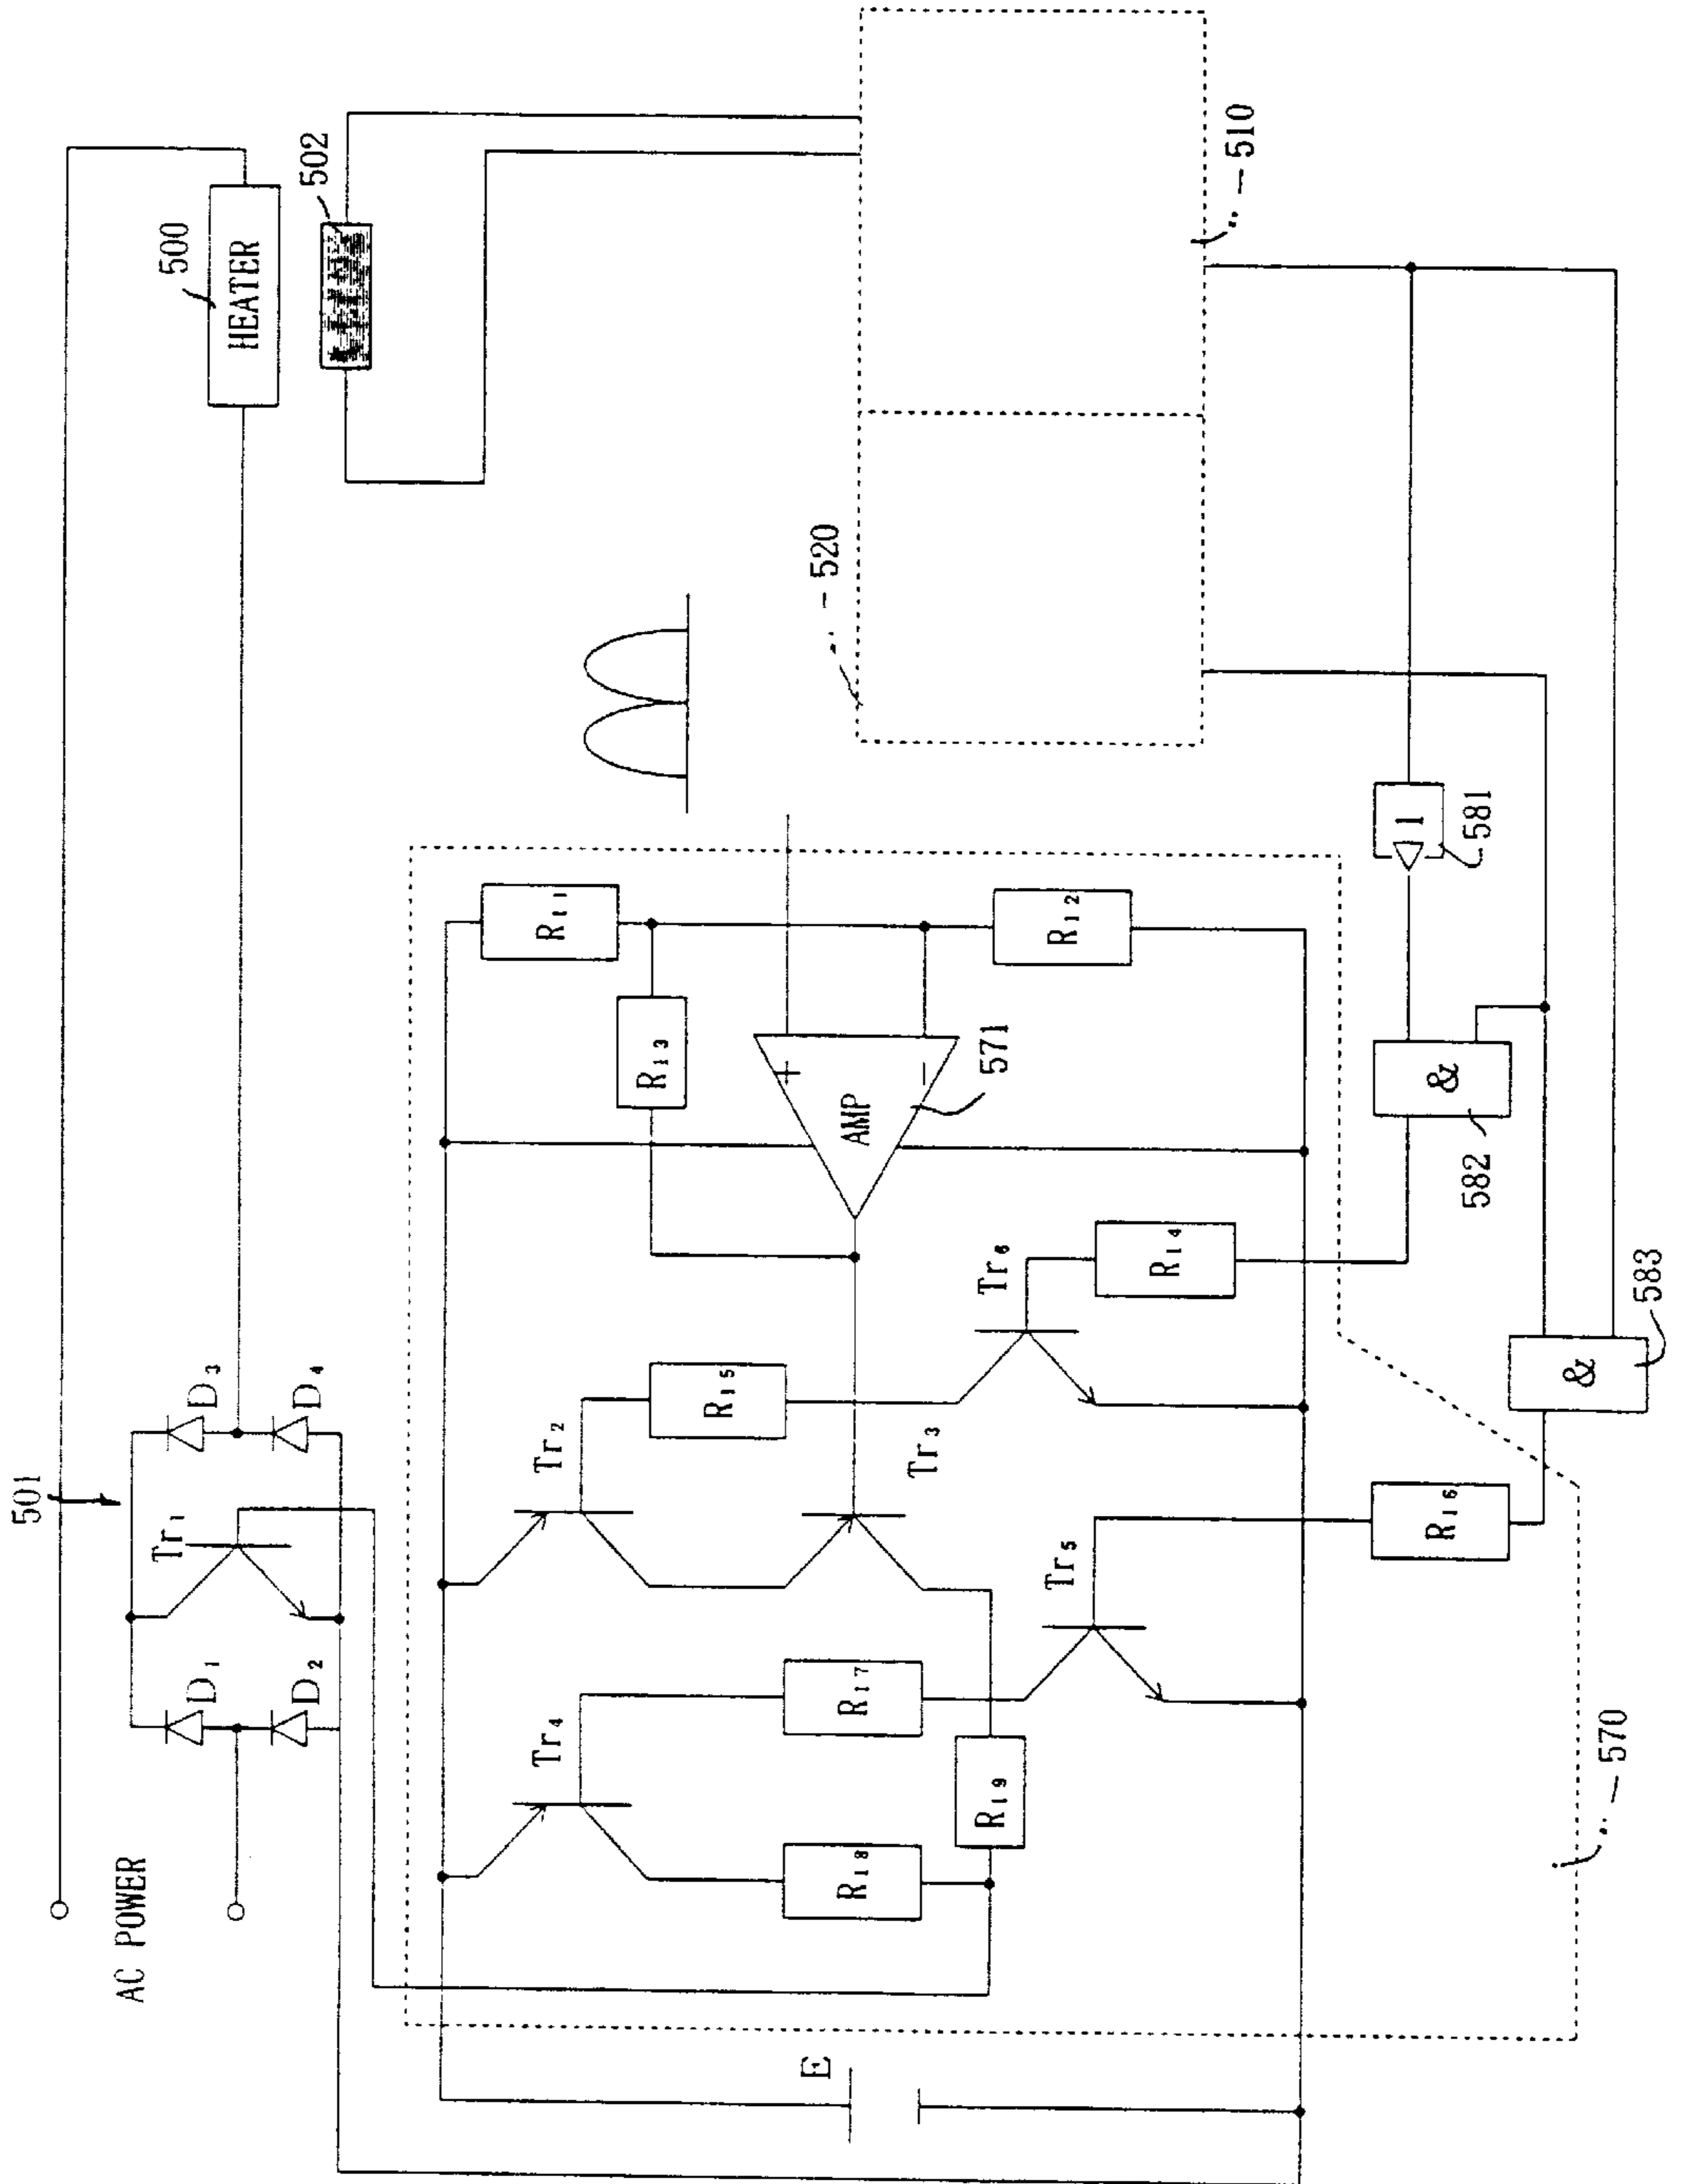 AC POWER
501
D₁
D₂
Tr₁
D₃
D₄
500
HEATER
502
E
Tr₄
R₁₈
R₁₇
R₁₉
Tr₂
R₁₅
Tr₃
Tr₅
Tr₆
R₁₄
R₁₆
R₁₁
R₁₃
R₁₂
+
−
AMP
571
520
510
1
581
&
582
&
583
570